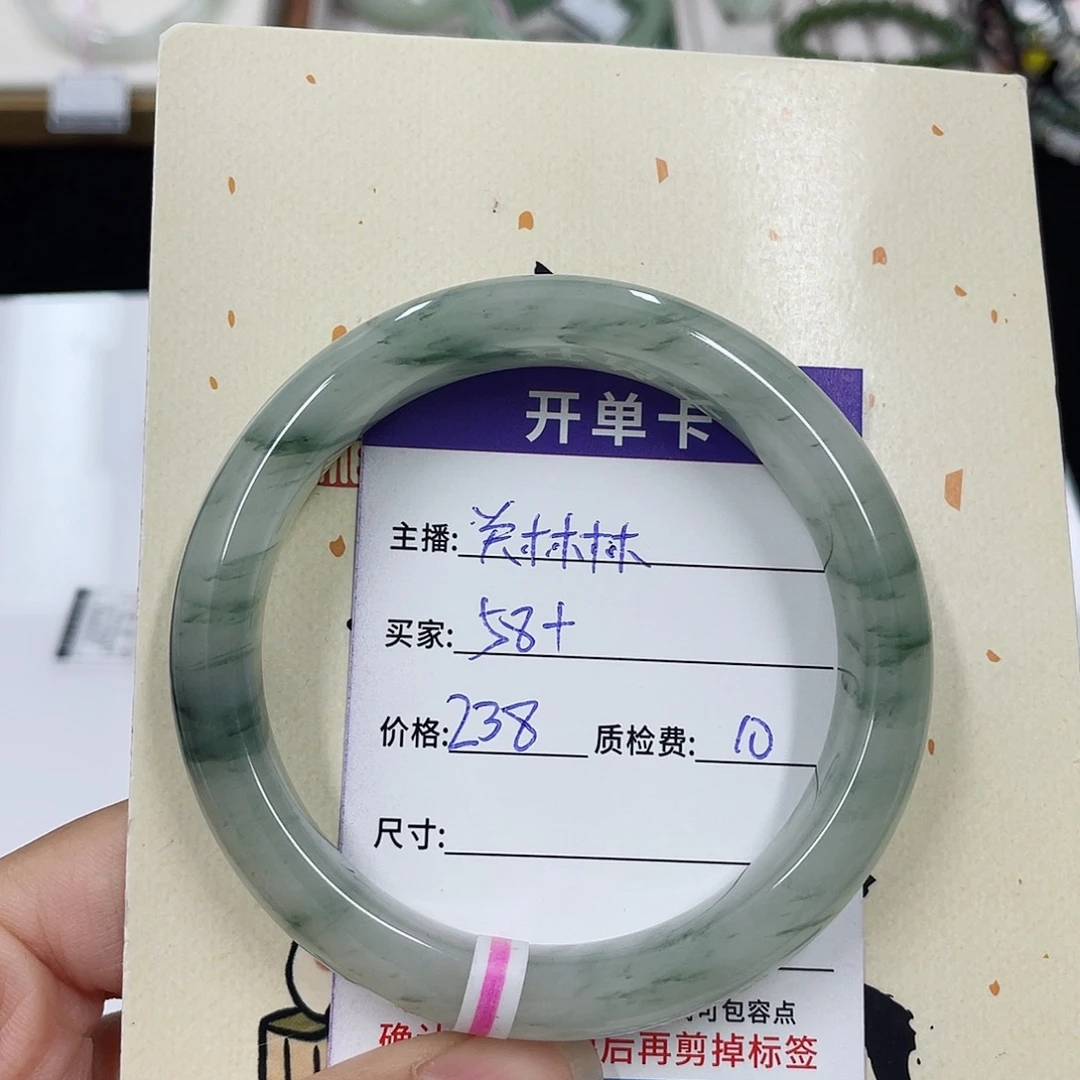 开单卡
主播: 关林林
买家: 58+
价格: 238 质检费: 10
尺寸:
可包容点
后再剪掉标签